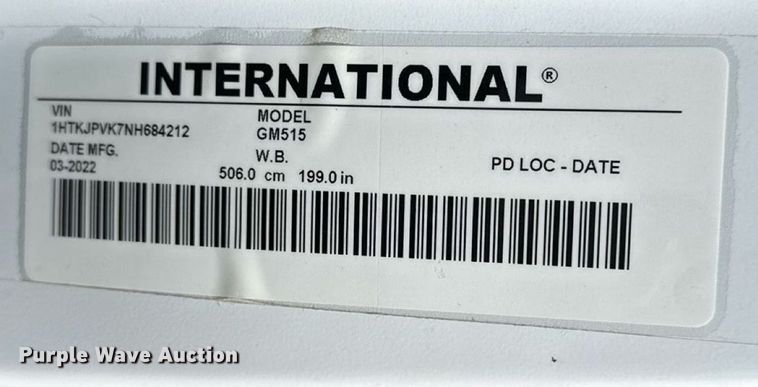 INTERNATIONAL®
VIN MODEL
1HTKJPVK7NH684212 GM515
DATE MFG. W.B. PD LOC - DATE
03-2022 506.0 cm 199.0 in
Purple Wave Auction